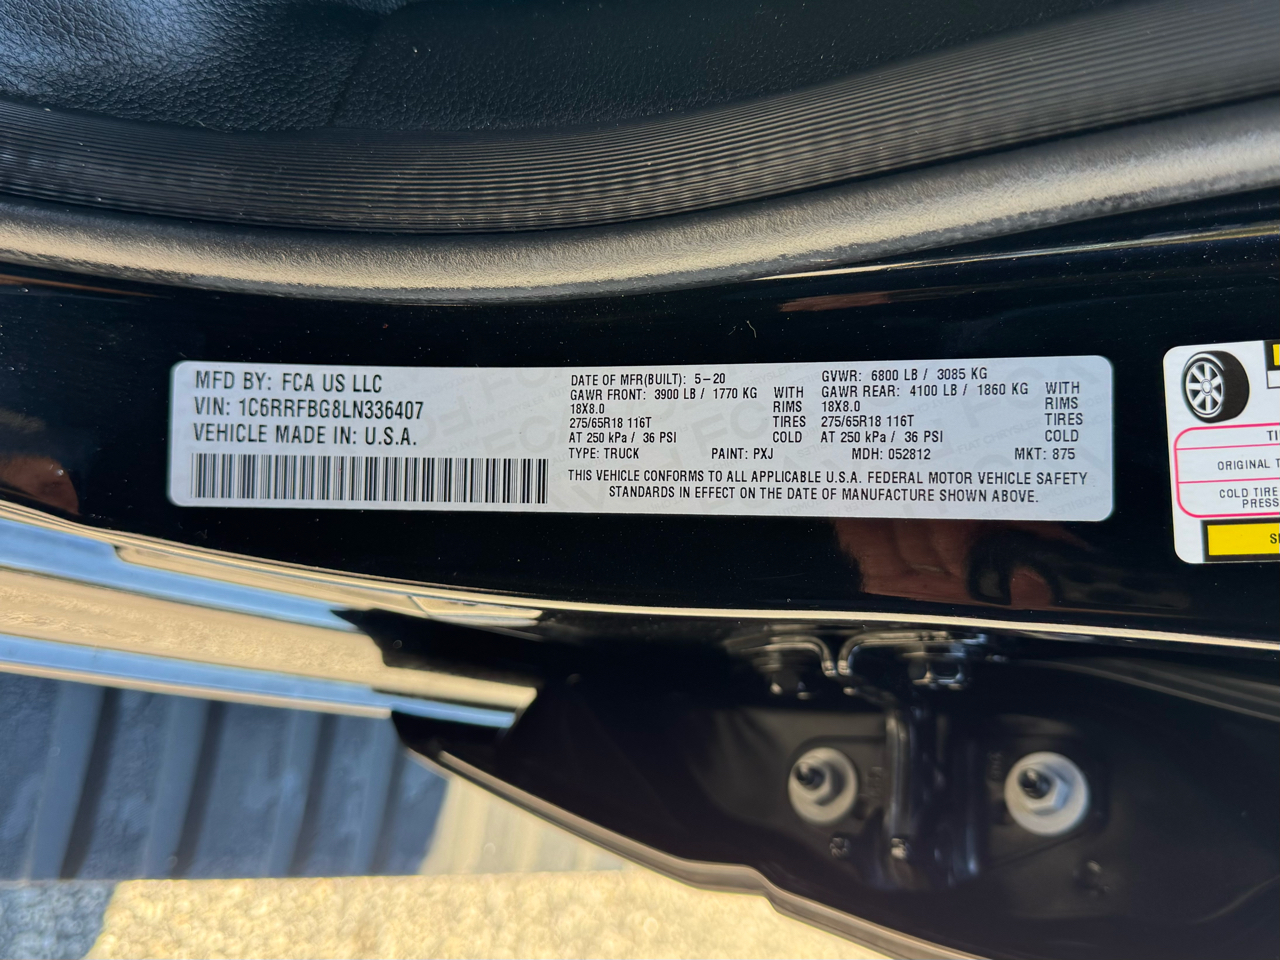 MFD BY: FCA US LLC
VIN: 1C6RRFBG8LN336407
VEHICLE MADE IN: U.S.A.
DATE OF MFR(BUILT): 5-20
GAWR FRONT: 3900 LB / 1770 KG WITH
18X8.0 RIMS
275/65R18 116T TIRES
AT 250 kPa / 36 PSI COLD
GVWR: 6800 LB / 3085 KG
GAWR REAR: 4100 LB / 1860 KG WITH
18X8.0 RIMS
275/65R18 116T TIRES
AT 250 kPa / 36 PSI COLD
TYPE: TRUCK PAINT: PXJ MDH: 052812 MKT: 875
THIS VEHICLE CONFORMS TO ALL APPLICABLE U.S.A. FEDERAL MOTOR VEHICLE SAFETY
STANDARDS IN EFFECT ON THE DATE OF MANUFACTURE SHOWN ABOVE.
ORIGINAL
COLD TIRE